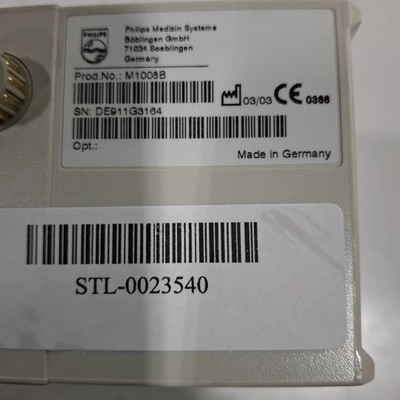 PHILIPS
Philips Medizin Systeme
Böblingen GmbH
71034 Boeblingen
Germany
Prod.No.: M1008B
03/03 CE 0366
SN: DE911G3164
Opt.:
Made in Germany
STL-0023540